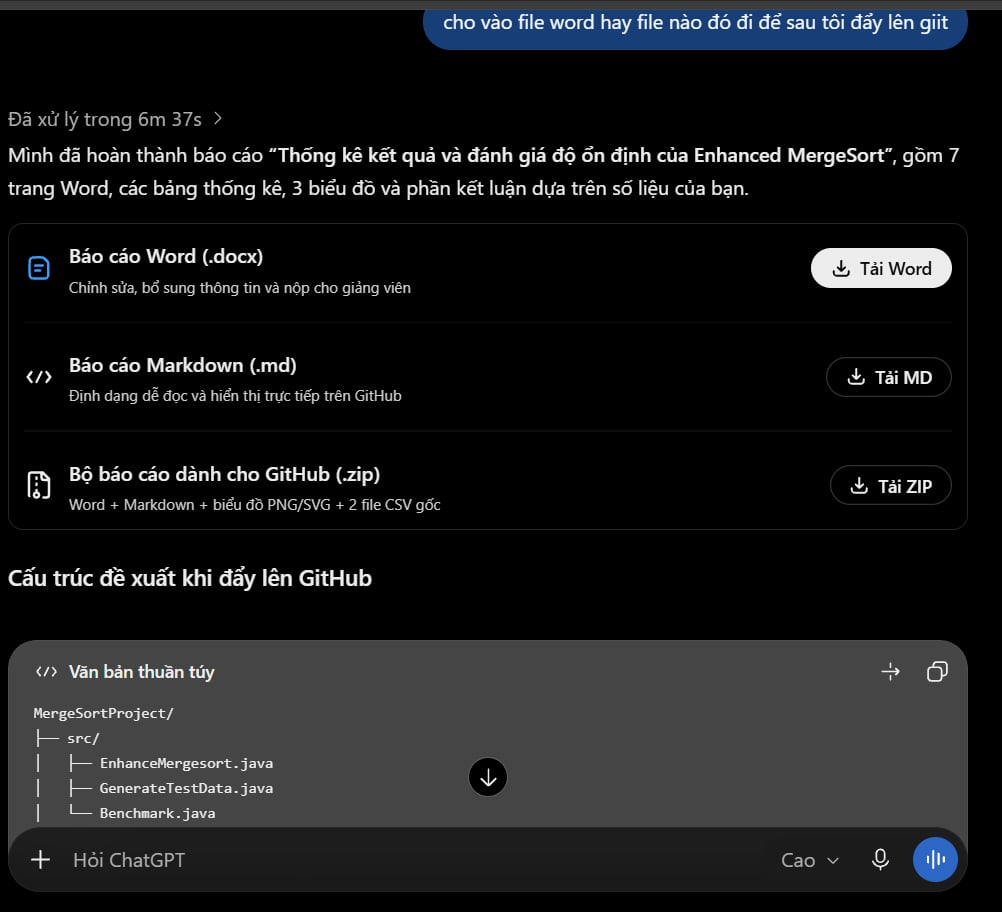 cho vào file word hay file nào đó đi để sau tôi đẩy lên giit
Đã xử lý trong 6m 37s
Mình đã hoàn thành báo cáo “Thống kê kết quả và đánh giá độ ổn định của Enhanced MergeSort”, gồm 7
trang Word, các bảng thống kê, 3 biểu đồ và phần kết luận dựa trên số liệu của bạn.
Báo cáo Word (.docx)
Chỉnh sửa, bổ sung thông tin và nộp cho giảng viên
Tải Word
Báo cáo Markdown (.md)
Định dạng dễ đọc và hiển thị trực tiếp trên GitHub
Tải MD
Bộ báo cáo dành cho GitHub (.zip)
Word + Markdown + biểu đồ PNG/SVG + 2 file CSV gốc
Tải ZIP
Cấu trúc đề xuất khi đẩy lên GitHub
Văn bản thuần túy
MergeSortProject/
├── src/
│   ├── EnhanceMergesort.java
│   ├── GenerateTestData.java
│   └── Benchmark.java
Hỏi ChatGPT
Cao